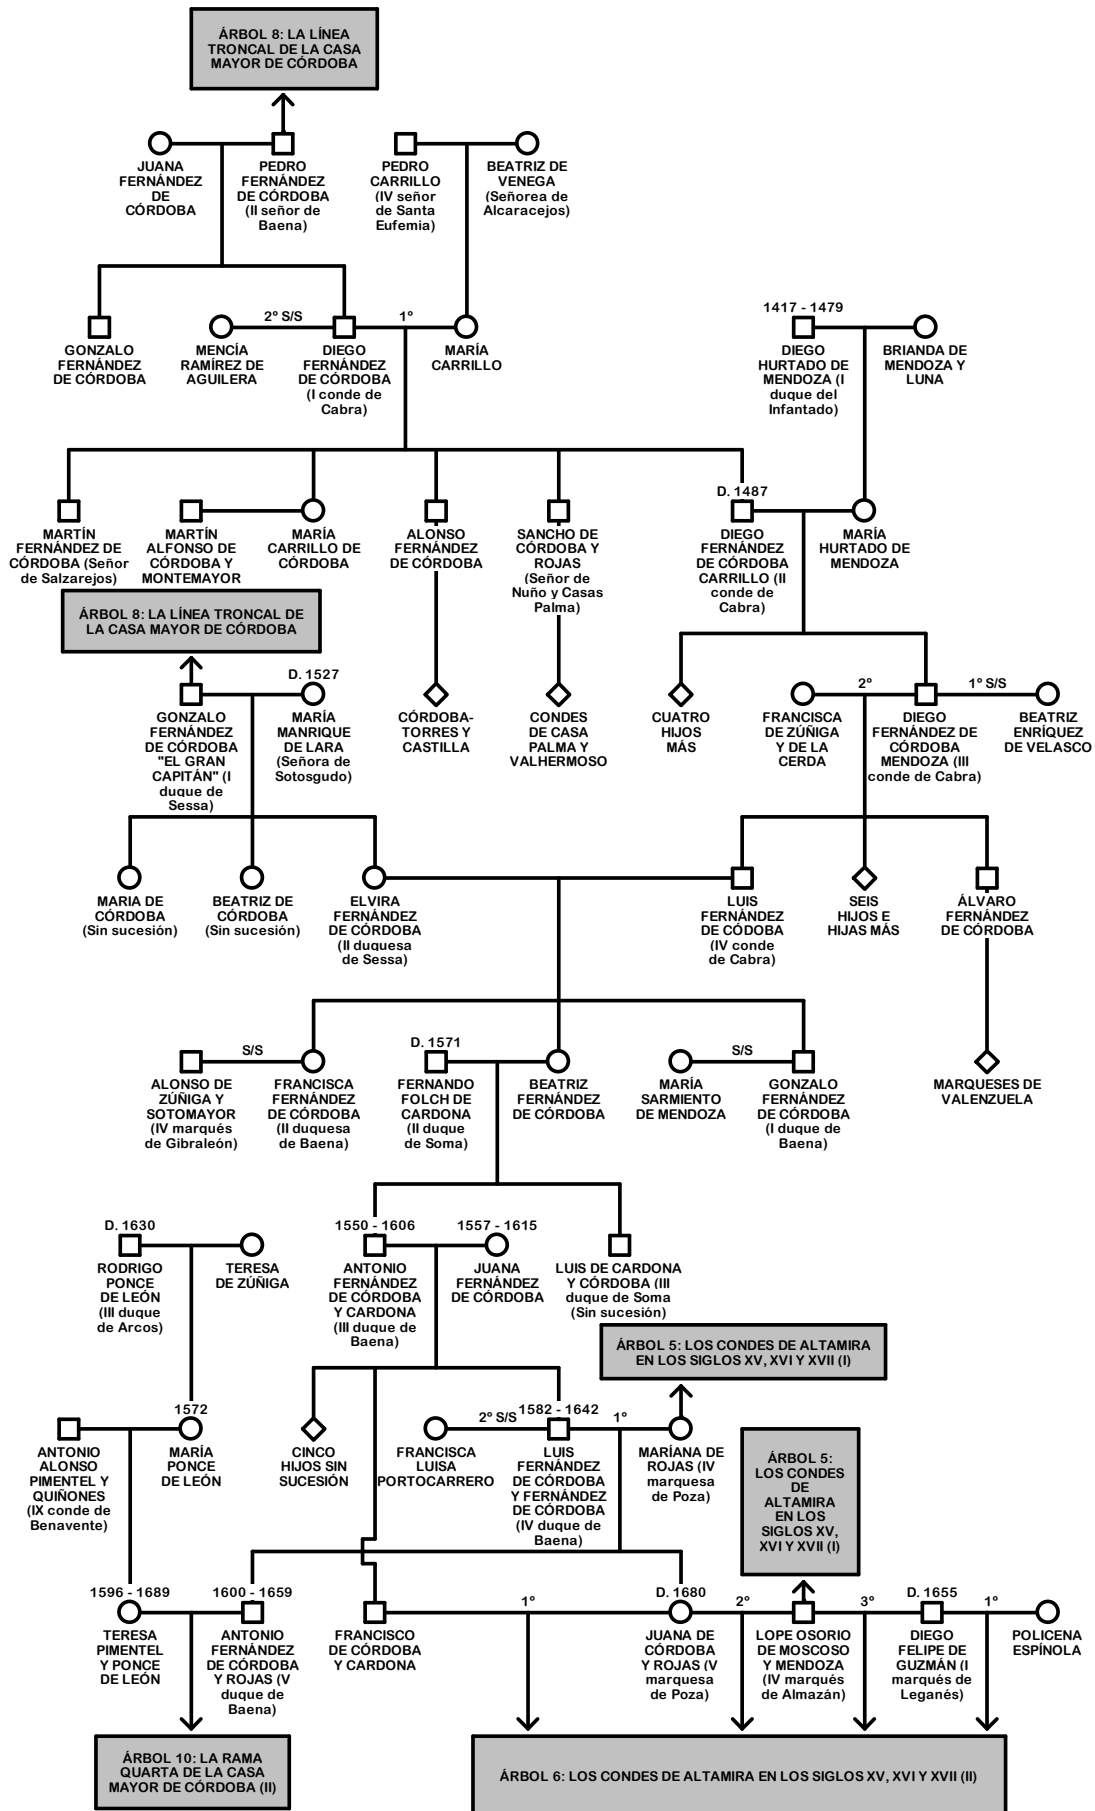 ÁRBOL 8: LA LÍNEA
TRONCAL DE LA CASA
MAYOR DE CÓRDOBA
JUANA
FERNÁNDEZ
DE
CÓRDOBA
PEDRO
FERNÁNDEZ
DE CÓRDOBA
(II señor de
Baena)
PEDRO
CARRILLO
(IV señor
de Santa
Eufemia)
BEATRIZ DE
VENEGA
(Señorea de
Alcaracejos)
GONZALO
FERNÁNDEZ
DE CÓRDOBA
2º S/S
MENCÍA
RAMÍREZ DE
AGUILERA
DIEGO
FERNÁNDEZ
DE CÓRDOBA
(I conde de
Cabra)
1º
MARÍA
CARRILLO
1417 - 1479
DIEGO
HURTADO DE
MENDOZA (I
duque del
Infantado)
BRIANDA DE
MENDOZA Y
LUNA
MARTÍN
FERNÁNDEZ DE
CÓRDOBA (Señor
de Salzarejos)
MARTÍN
ALFONSO DE
CÓRDOBA Y
MONTEMAYOR
MARÍA
CARRILLO DE
CÓRDOBA
ALONSO
FERNÁNDEZ
DE CÓRDOBA
SANCHO DE
CÓRDOBA Y
ROJAS
(Señor de
Nuño y Casas
Palma)
D. 1487
DIEGO
FERNÁNDEZ
DE CÓRDOBA
CARRILLO (II
conde de
Cabra)
MARÍA
HURTADO DE
MENDOZA
ÁRBOL 8: LA LÍNEA TRONCAL DE
LA CASA MAYOR DE CÓRDOBA
GONZALO
FERNÁNDEZ
DE CÓRDOBA
"EL GRAN
CAPITÁN" (I
duque de
Sessa)
D. 1527
MARÍA
MANRIQUE
DE LARA
(Señora de
Sotosgudo)
CÓRDOBA-
TORRES Y
CASTILLA
CONDES
DE CASA
PALMA Y
VALHERMOSO
CUATRO
HIJOS
MÁS
FRANCISCA
DE ZÚÑIGA
Y DE LA
CERDA
2º
DIEGO
FERNÁNDEZ
DE CÓRDOBA
MENDOZA (III
conde de Cabra)
1º S/S
BEATRIZ
ENRÍQUEZ
DE VELASCO
MARIA DE
CÓRDOBA
(Sin sucesión)
BEATRIZ DE
CÓRDOBA
(Sin sucesión)
ELVIRA
FERNÁNDEZ
DE CÓRDOBA
(II duquesa
de Sessa)
LUIS
FERNÁNDEZ
DE CÓDOBA
(IV conde
de Cabra)
SEIS
HIJOS E
HIJAS MÁS
ÁLVARO
FERNÁNDEZ
DE CÓRDOBA
S/S
ALONSO DE
ZÚÑIGA Y
SOTOMAYOR
(IV marqués
de Gibraleón)
FRANCISCA
FERNÁNDEZ
DE CÓRDOBA
(II duquesa
de Baena)
D. 1571
FERNANDO
FOLCH DE
CARDONA
(II duque
de Soma)
BEATRIZ
FERNÁNDEZ
DE CÓRDOBA
S/S
MARÍA
SARMIENTO
DE MENDOZA
GONZALO
FERNÁNDEZ
DE CÓRDOBA
(I duque de
Baena)
MARQUESES DE
VALENZUELA
D. 1630
RODRIGO
PONCE
DE LEÓN
(III duque
de Arcos)
TERESA
DE ZÚÑIGA
1550 - 1606
ANTONIO
FERNÁNDEZ
DE CÓRDOBA
Y CARDONA
(III duque de
Baena)
1557 - 1615
JUANA
FERNÁNDEZ
DE CÓRDOBA
LUIS DE CARDONA
Y CÓRDOBA (III
duque de Soma
(Sin sucesión)
ÁRBOL 5: LOS CONDES DE ALTAMIRA
EN LOS SIGLOS XV, XVI Y XVII (I)
ANTONIO
ALONSO
PIMENTEL Y
QUIÑONES
(IX conde de
Benavente)
1572
MARÍA
PONCE
DE LEÓN
CINCO
HIJOS SIN
SUCESIÓN
2º S/S
FRANCISCA
LUISA
PORTOCARRERO
1582 - 1642
LUIS
FERNÁNDEZ
DE CÓRDOBA
Y FERNÁNDEZ
DE CÓRDOBA
(IV duque de
Baena)
1º
MARÍANA DE
ROJAS (IV
marquesa
de Poza)
ÁRBOL 5:
LOS CONDES
DE
ALTAMIRA
EN LOS
SIGLOS XV,
XVI Y XVII (I)
1596 - 1689
TERESA
PIMENTEL
Y PONCE
DE LEÓN
1600 - 1659
ANTONIO
FERNÁNDEZ
DE CÓRDOBA
Y ROJAS (V
duque de
Baena)
FRANCISCO
DE CÓRDOBA
Y CARDONA
1º
D. 1680
JUANA DE
CÓRDOBA
Y ROJAS (V
marquesa
de Poza)
2º
LOPE OSORIO
DE MOSCOSO
Y MENDOZA
(IV marqués
de Almazán)
3º
D. 1655
DIEGO
FELIPE DE
GUZMÁN (I
marqués de
Leganés)
1º
POLICENA
ESPÍNOLA
ÁRBOL 10: LA RAMA
QUARTA DE LA CASA
MAYOR DE CÓRDOBA (II)
ÁRBOL 6: LOS CONDES DE ALTAMIRA EN LOS SIGLOS XV, XVI Y XVII (II)